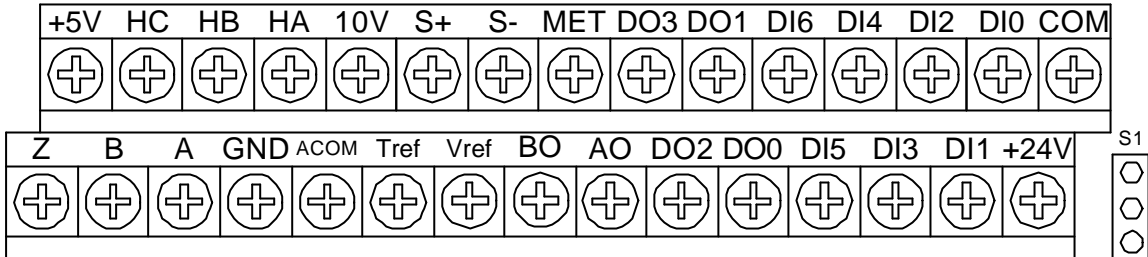 +5V HC HB HA 10V S+ S- MET DO3 DO1 DI6 DI4 DI2 DI0 COM
Z B A GND ACOM Tref Vref BO AO DO2 DO0 DI5 DI3 DI1 +24V
S1